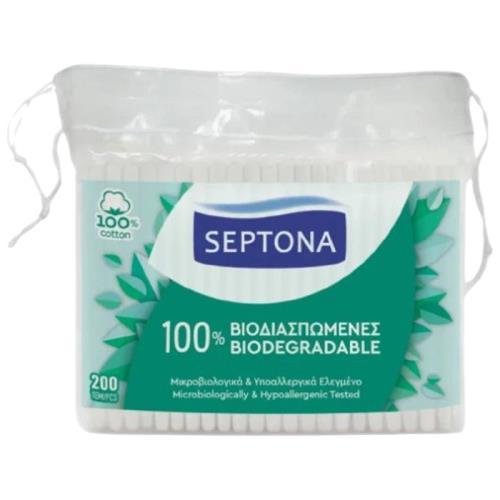 100%
cotton
SEPTONA
100% ΒΙΟΔΙΑΣΠΩΜΕΝΕΣ
BIODEGRADABLE
Μικροβιολογικά & Υποαλλεργικά Ελεγμένο
Microbiologically & Hypoallergenic Tested
200
ΤΕΜ/PCS